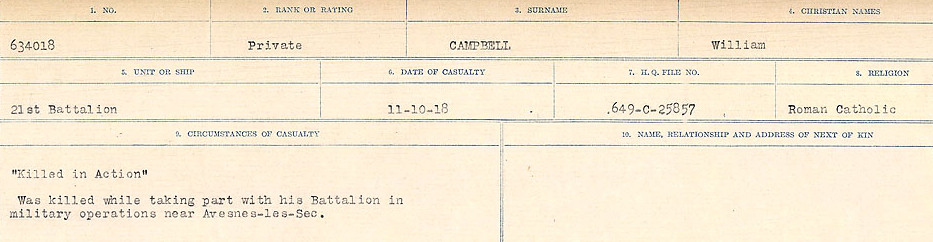 1. NO.
2. RANK OR RATING
3. SURNAME
4. CHRISTIAN NAMES
634018
Private
CAMPBELL
William
5. UNIT OR SHIP
6. DATE OF CASUALTY
7. H. Q. FILE NO.
8. RELIGION
21st Battalion
11-10-18
.649-C-25857
Roman Catholic
9. CIRCUMSTANCES OF CASUALTY
10. NAME, RELATIONSHIP AND ADDRESS OF NEXT OF KIN
"Killed in Action"
Was killed while taking part with his Battalion in
military operations near Avesnes-les-Sec.